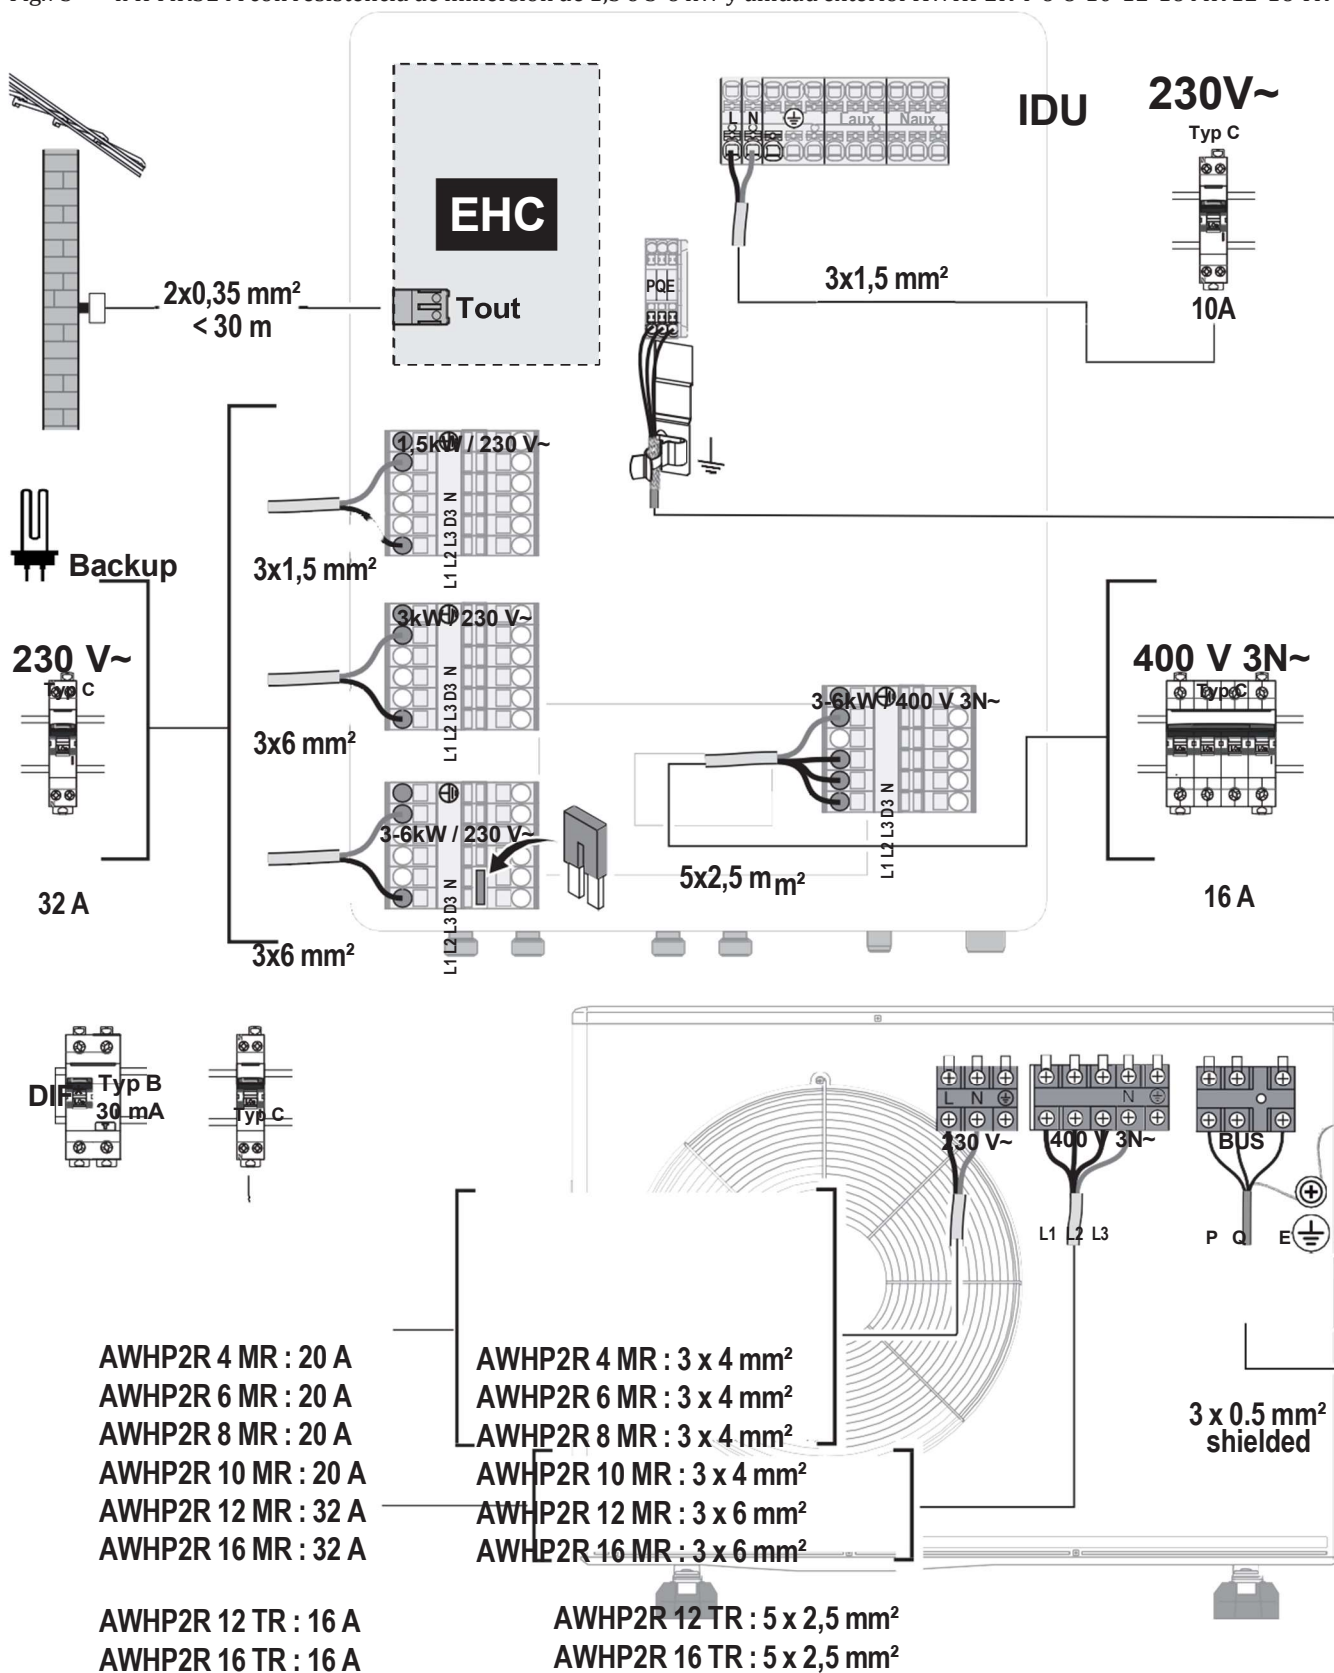 IDU
230V~
Typ C
L N Laux Naux
EHC
PQE
3x1,5 mm²
10A
2x0,35 mm²
< 30 m
Tout
1,5kW / 230 V~
L1 L2 L3 D3 N
3x1,5 mm²
Backup
3kW / 230 V~
L1 L2 L3 D3 N
3x6 mm²
230 V~
Typ C
32 A
3-6kW / 230 V~
L1 L2 L3 D3 N
3x6 mm²
3-6kW / 400 V 3N~
L1 L2 L3 D3 N
5x2,5 mm²
400 V 3N~
Typ C
16 A
DIF
Typ B
30 mA
Typ C
L N
230 V~
N
400 V 3N~
L1 L2 L3
BUS
P Q E
3 x 0.5 mm²
shielded
AWHP2R 4 MR : 20 A
AWHP2R 6 MR : 20 A
AWHP2R 8 MR : 20 A
AWHP2R 10 MR : 20 A
AWHP2R 12 MR : 32 A
AWHP2R 16 MR : 32 A
AWHP2R 12 TR : 16 A
AWHP2R 16 TR : 16 A
AWHP2R 4 MR : 3 x 4 mm²
AWHP2R 6 MR : 3 x 4 mm²
AWHP2R 8 MR : 3 x 4 mm²
AWHP2R 10 MR : 3 x 4 mm²
AWHP2R 12 MR : 3 x 6 mm²
AWHP2R 16 MR : 3 x 6 mm²
AWHP2R 12 TR : 5 x 2,5 mm²
AWHP2R 16 TR : 5 x 2,5 mm²